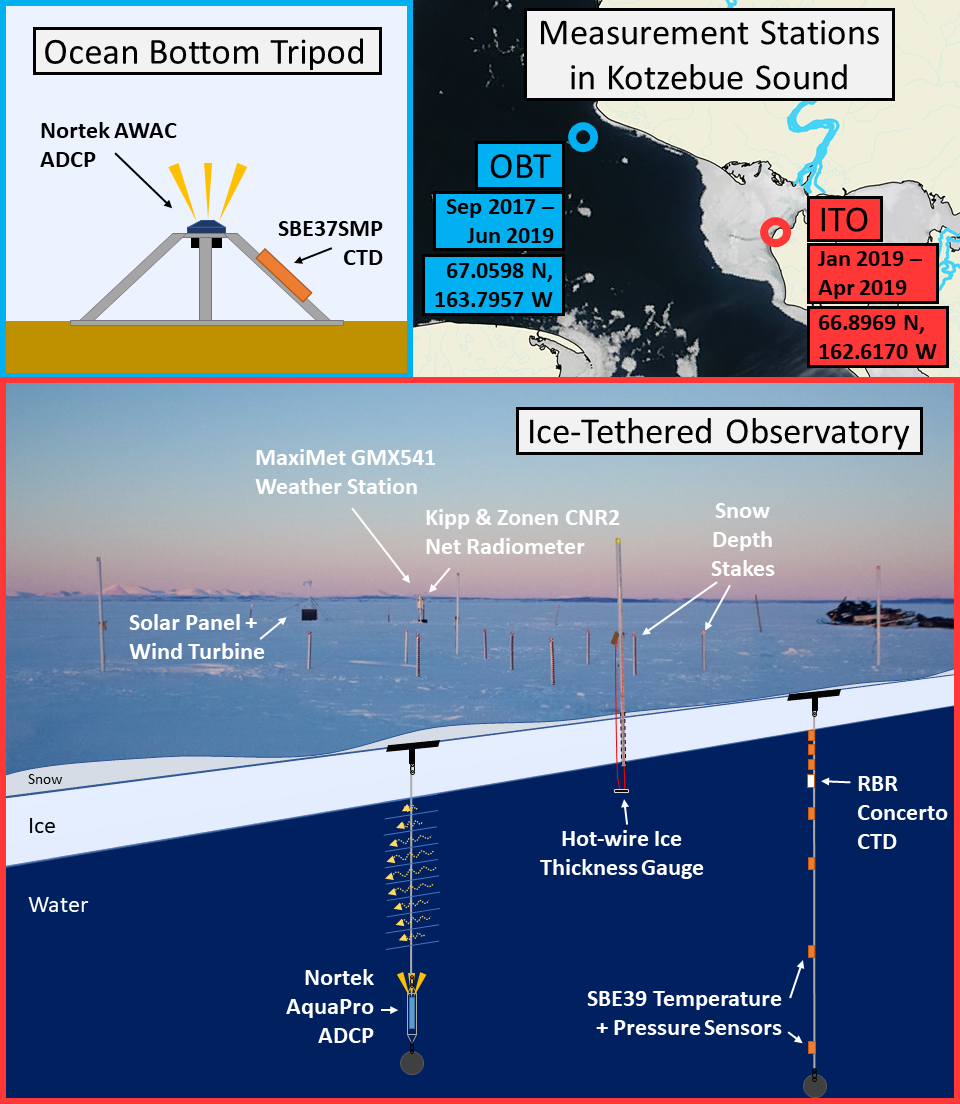 Ocean Bottom Tripod
Nortek AWAC
ADCP
SBE37SMP
CTD
Measurement Stations
in Kotzebue Sound
OBT
Sep 2017 –
Jun 2019
67.0598 N,
163.7957 W
ITO
Jan 2019 –
Apr 2019
66.8969 N,
162.6170 W
Ice-Tethered Observatory
MaxiMet GMX541
Weather Station
Kipp & Zonen CNR2
Net Radiometer
Snow
Depth
Stakes
Solar Panel +
Wind Turbine
Snow
Ice
Water
Hot-wire Ice
Thickness Gauge
RBR
Concerto
CTD
Nortek
AquaPro
ADCP
SBE39 Temperature
+ Pressure Sensors